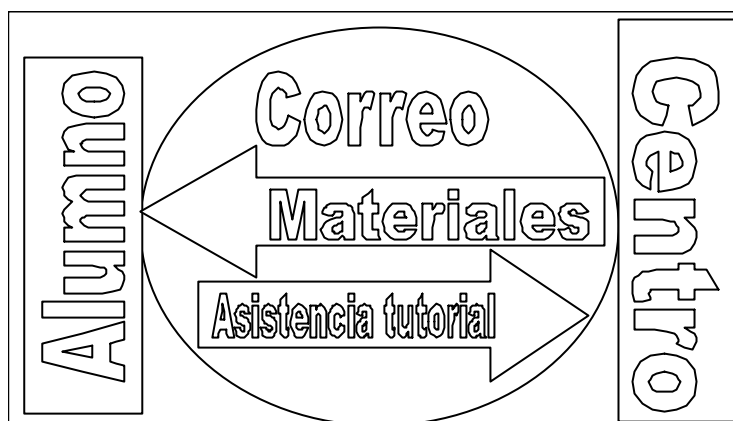 Alumno
Correo
Materiales
Asistencia tutorial
Centro